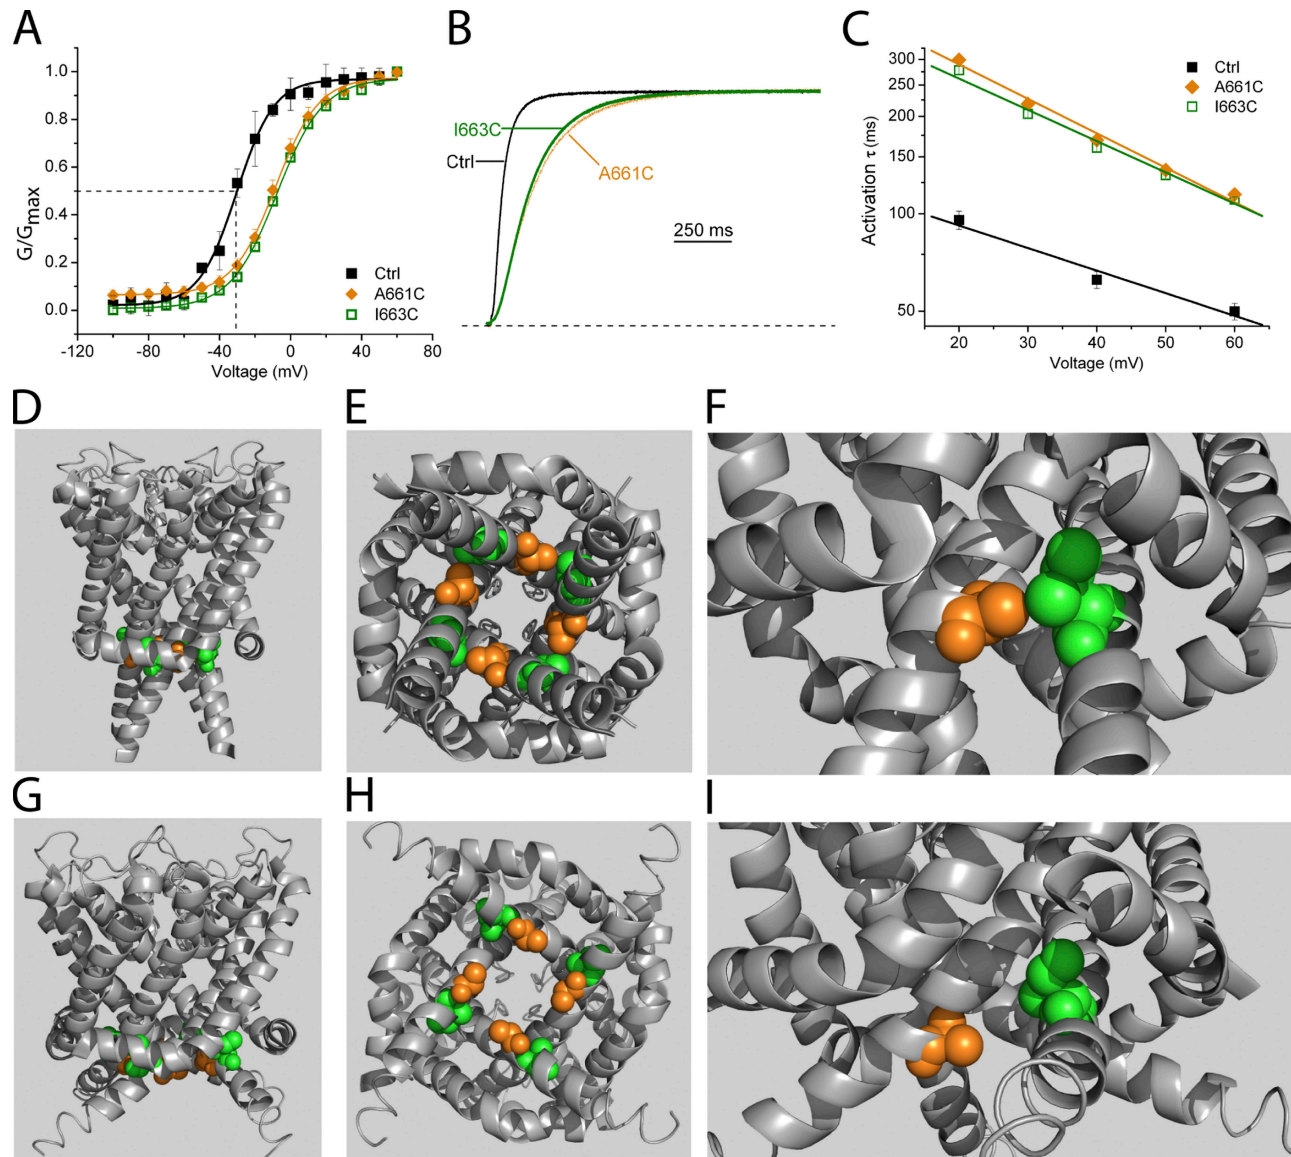 A
B
C
G/Gmax
1.0
0.8
0.6
0.4
0.2
0.0
-120
-80
-40
0
40
80
Voltage (mV)
Ctrl
A661C
I663C
I663C
Ctrl
A661C
250 ms
Activation τ (ms)
300
250
200
150
100
50
20
30
40
50
60
Voltage (mV)
Ctrl
A661C
I663C
D
E
F
G
H
I